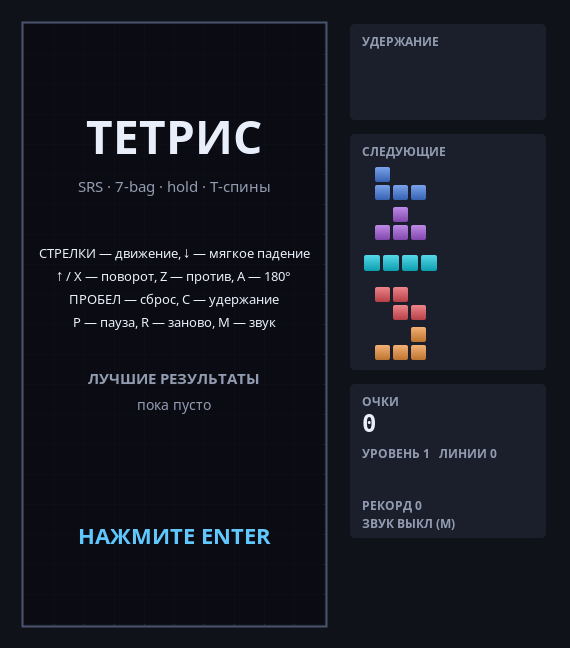 ТЕТРИС
SRS · 7-bag · hold · Т-спины
СТРЕЛКИ — движение, ↓ — мягкое падение
↑ / X — поворот, Z — против, A — 180°
ПРОБЕЛ — сброс, C — удержание
P — пауза, R — заново, M — звук
ЛУЧШИЕ РЕЗУЛЬТАТЫ
пока пусто
НАЖМИТЕ ENTER
УДЕРЖАНИЕ
СЛЕДУЮЩИЕ
ОЧКИ
0
УРОВЕНЬ 1 ЛИНИИ 0
РЕКОРД 0
ЗВУК ВЫКЛ (M)